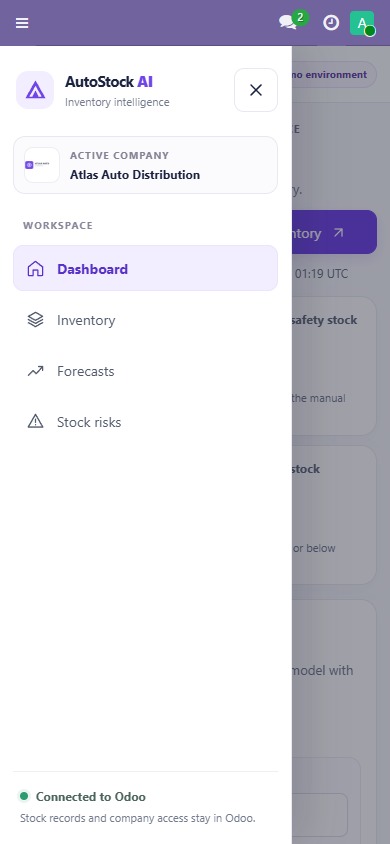 2
A
no environment
AutoStock AI
Inventory intelligence
ACTIVE COMPANY
Atlas Auto Distribution
WORKSPACE
Dashboard
Inventory
Forecasts
Stock risks
01:19 UTC
safety stock
the manual
stock
or below
model with
Connected to Odoo
Stock records and company access stay in Odoo.